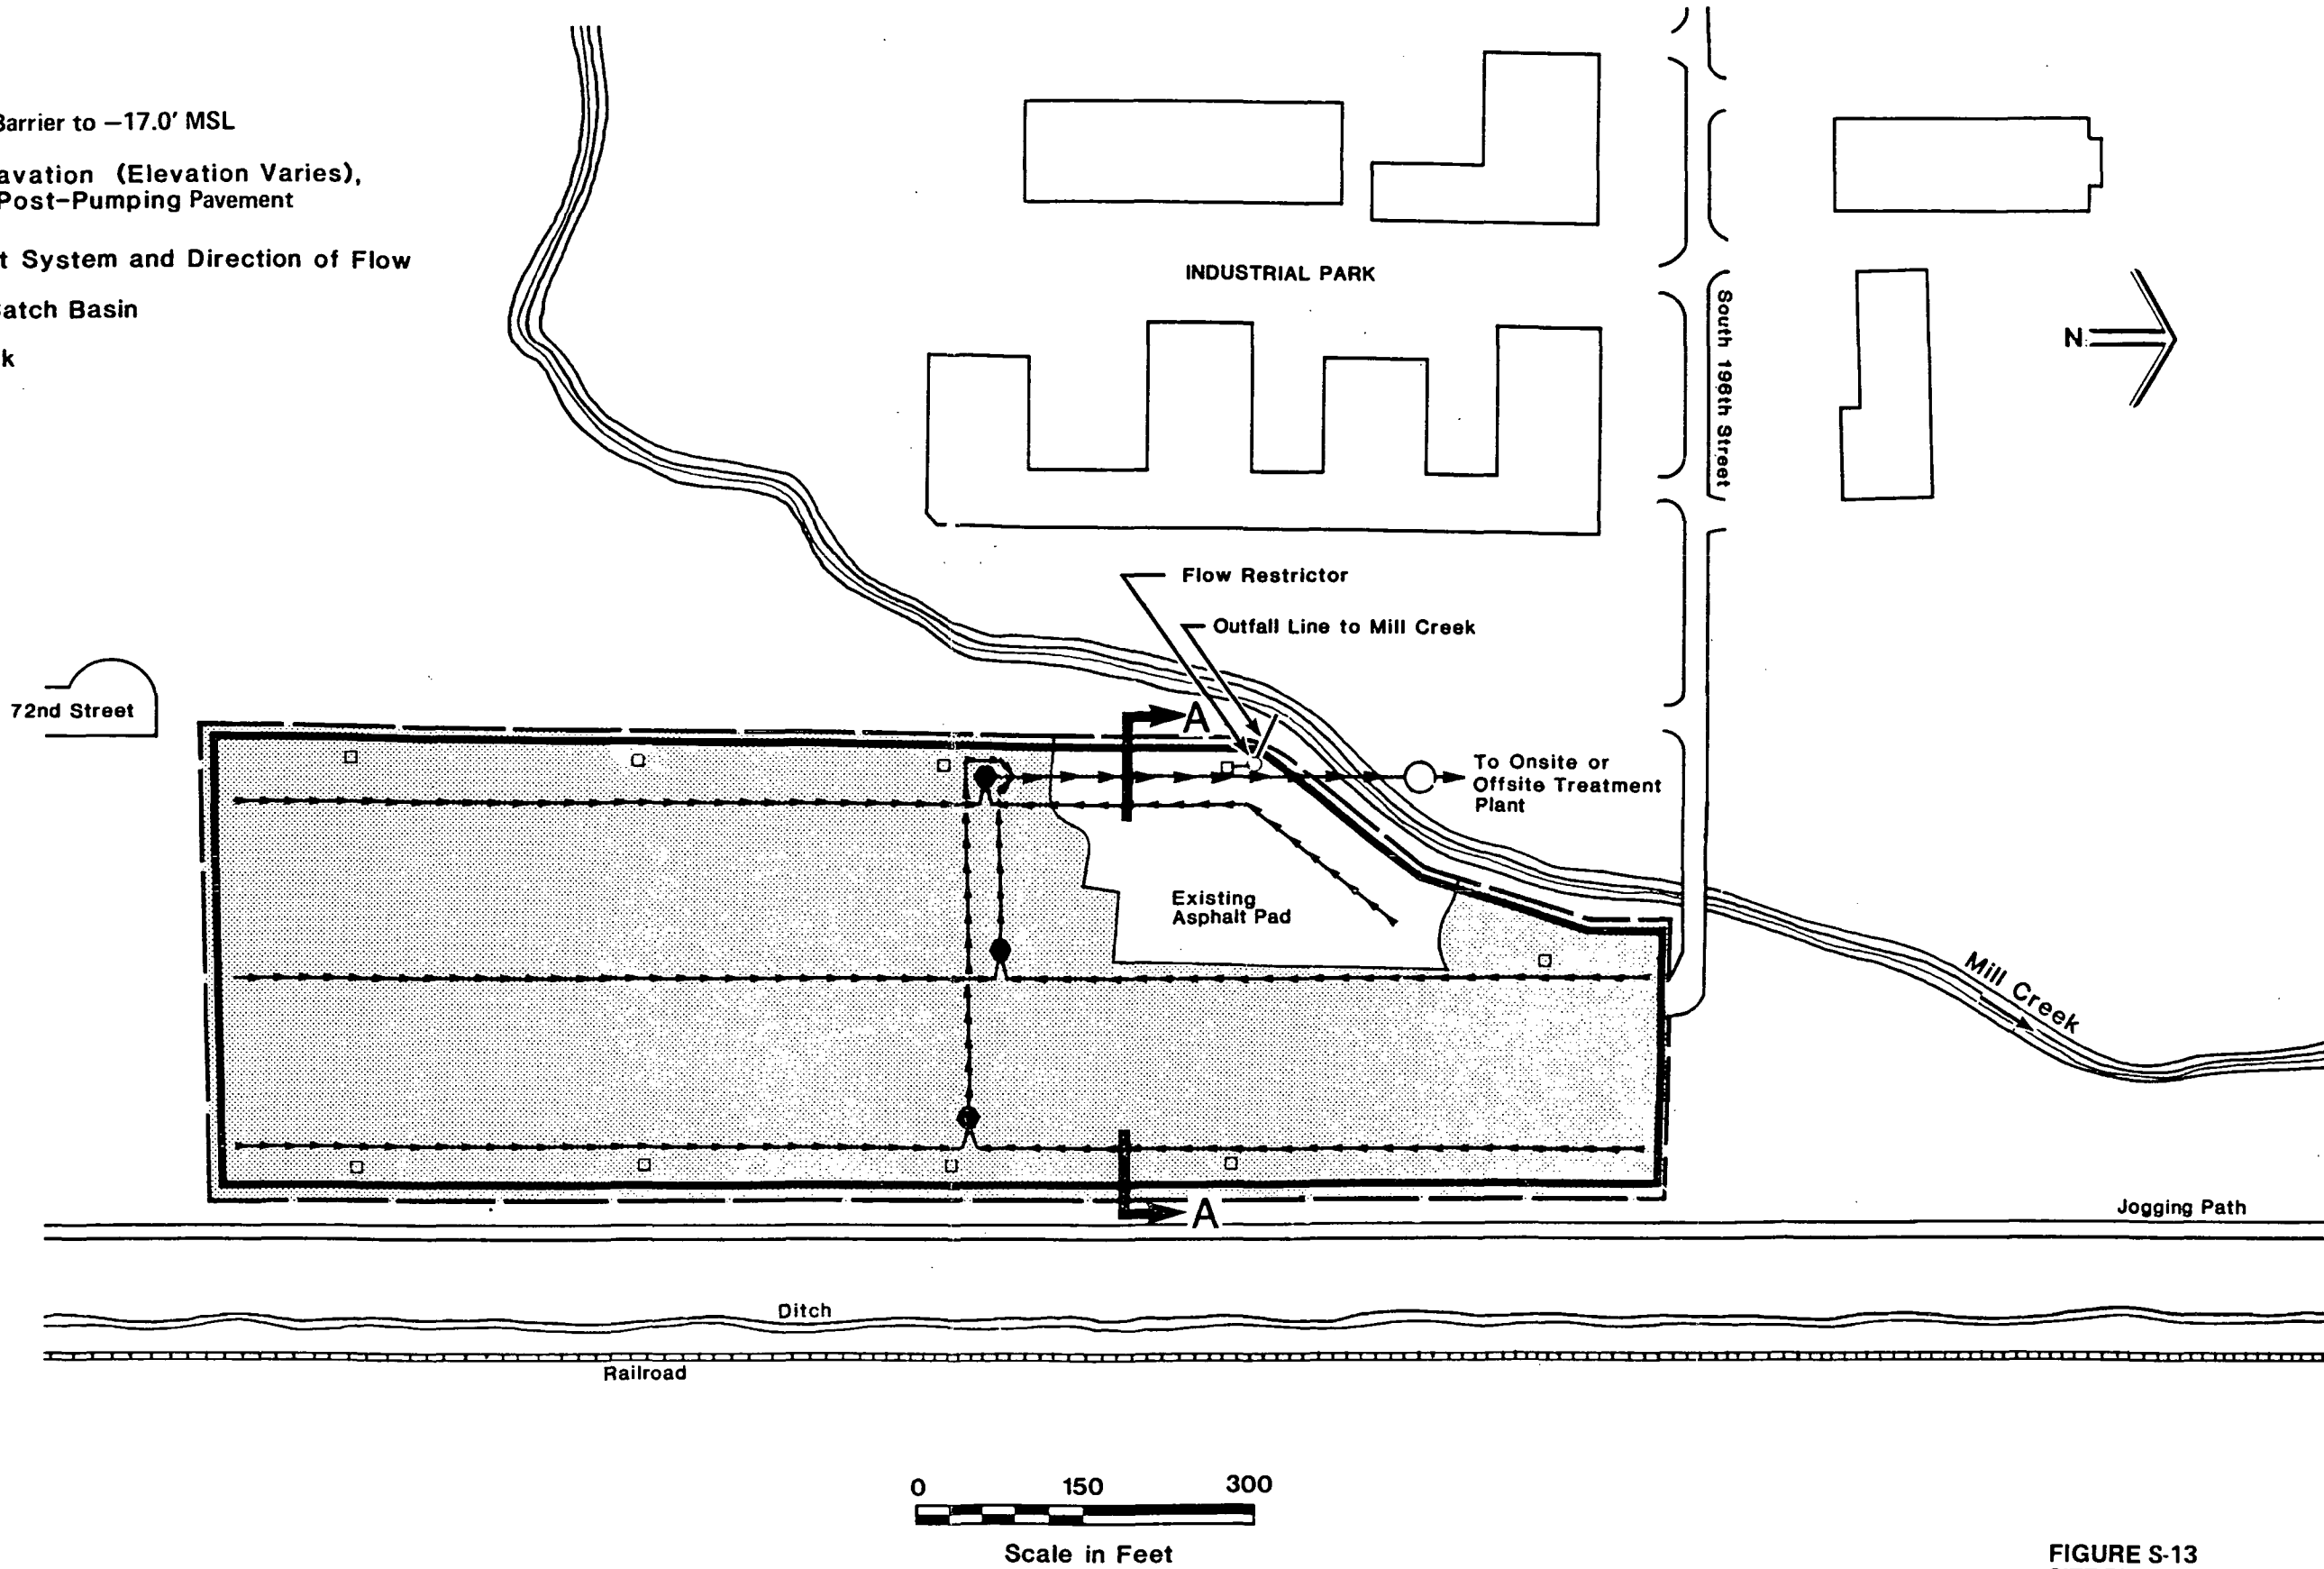 Barrier to —17.0' MSL
avation (Elevation Varies),
Post-Pumping Pavement
t System and Direction of Flow
atch Basin
k
INDUSTRIAL PARK
South 196th Street
N
Flow Restrictor
Outfall Line to Mill Creek
72nd Street
A
To Onsite or
Offsite Treatment
Plant
Existing
Asphalt Pad
Mill Creek
A
Jogging Path
Ditch
Railroad
0 150 300
Scale in Feet
FIGURE S-13